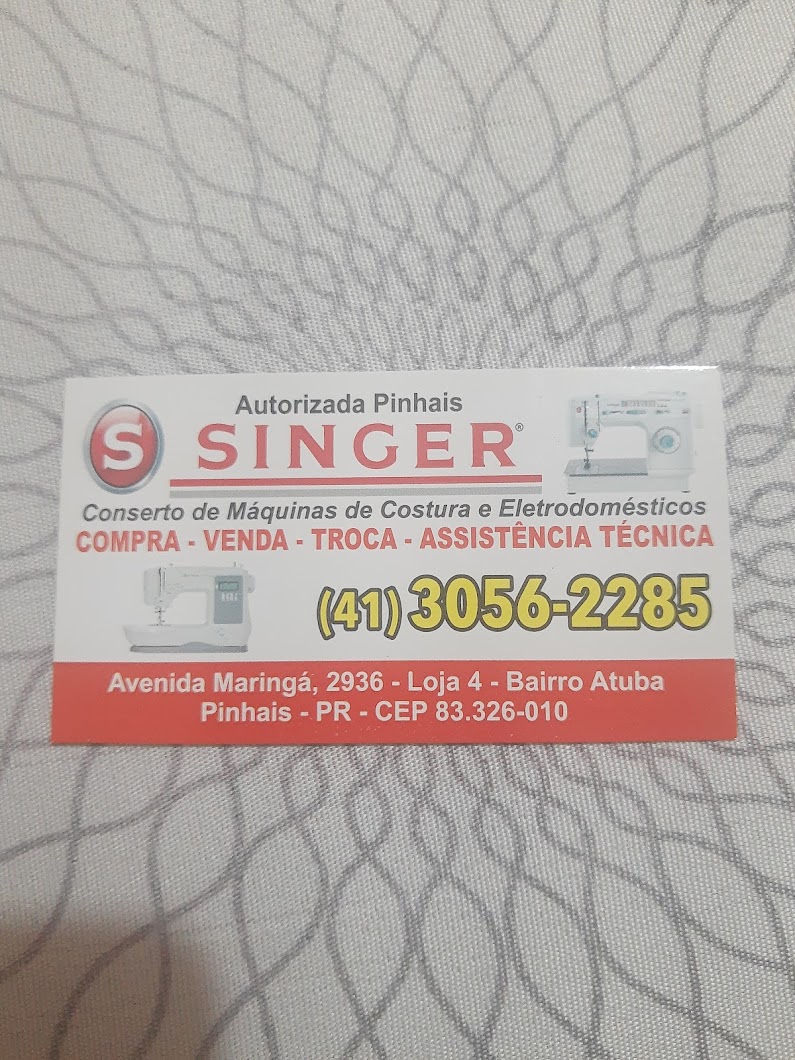 Autorizada Pinhais
S SINGER®
Conserto de Máquinas de Costura e Eletrodomésticos
COMPRA - VENDA - TROCA - ASSISTÊNCIA TÉCNICA
(41) 3056-2285
Avenida Maringá, 2936 - Loja 4 - Bairro Atuba
Pinhais - PR - CEP 83.326-010